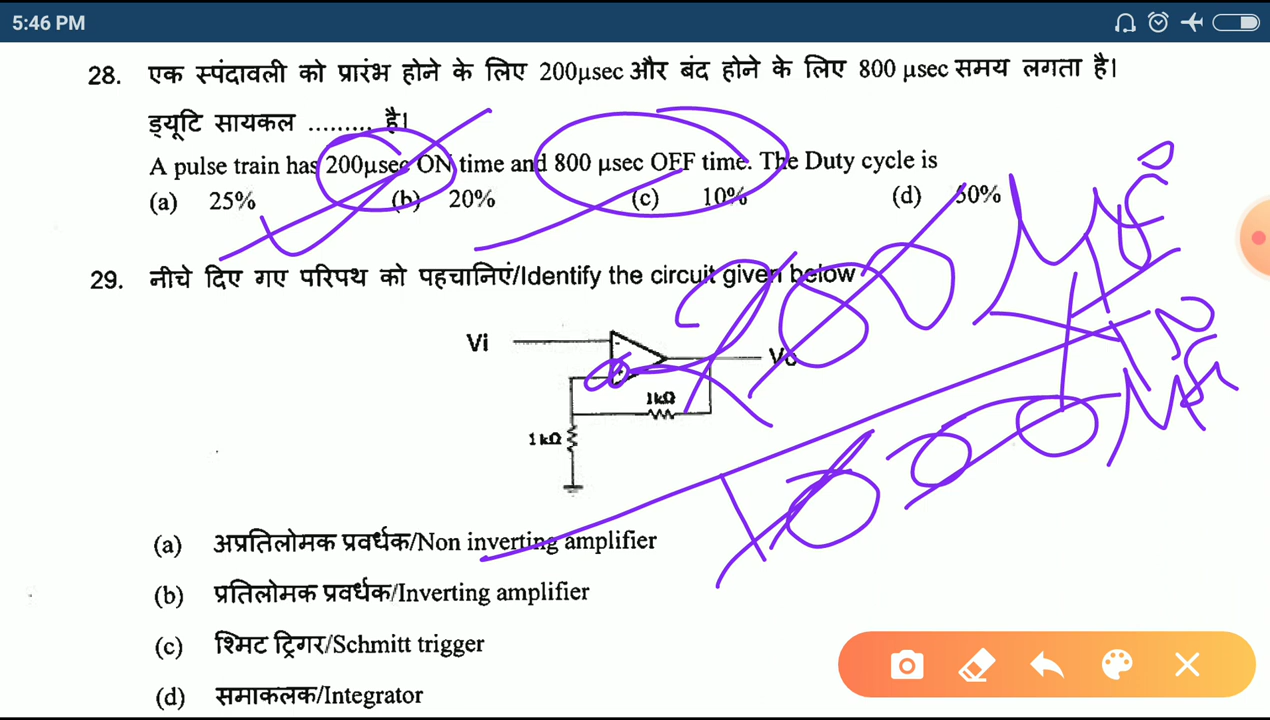 5:46 PM
28. एक स्पंदावली को प्रारंभ होने के लिए 200μsec और बंद होने के लिए 800 μsec समय लगता है।
ड्यूटि सायकल ......... है।
A pulse train has 200μsec ON time and 800 μsec OFF time. The Duty cycle is
(a) 25% (b) 20% (c) 10% (d) 50%
29. नीचे दिए गए परिपथ को पहचानिएं/Identify the circuit given below
Vi
Vo
1kΩ
1kΩ
(a) अप्रतिलोमक प्रवर्धक/Non inverting amplifier
(b) प्रतिलोमक प्रवर्धक/Inverting amplifier
(c) श्मिट ट्रिगर/Schmitt trigger
(d) समाकलक/Integrator